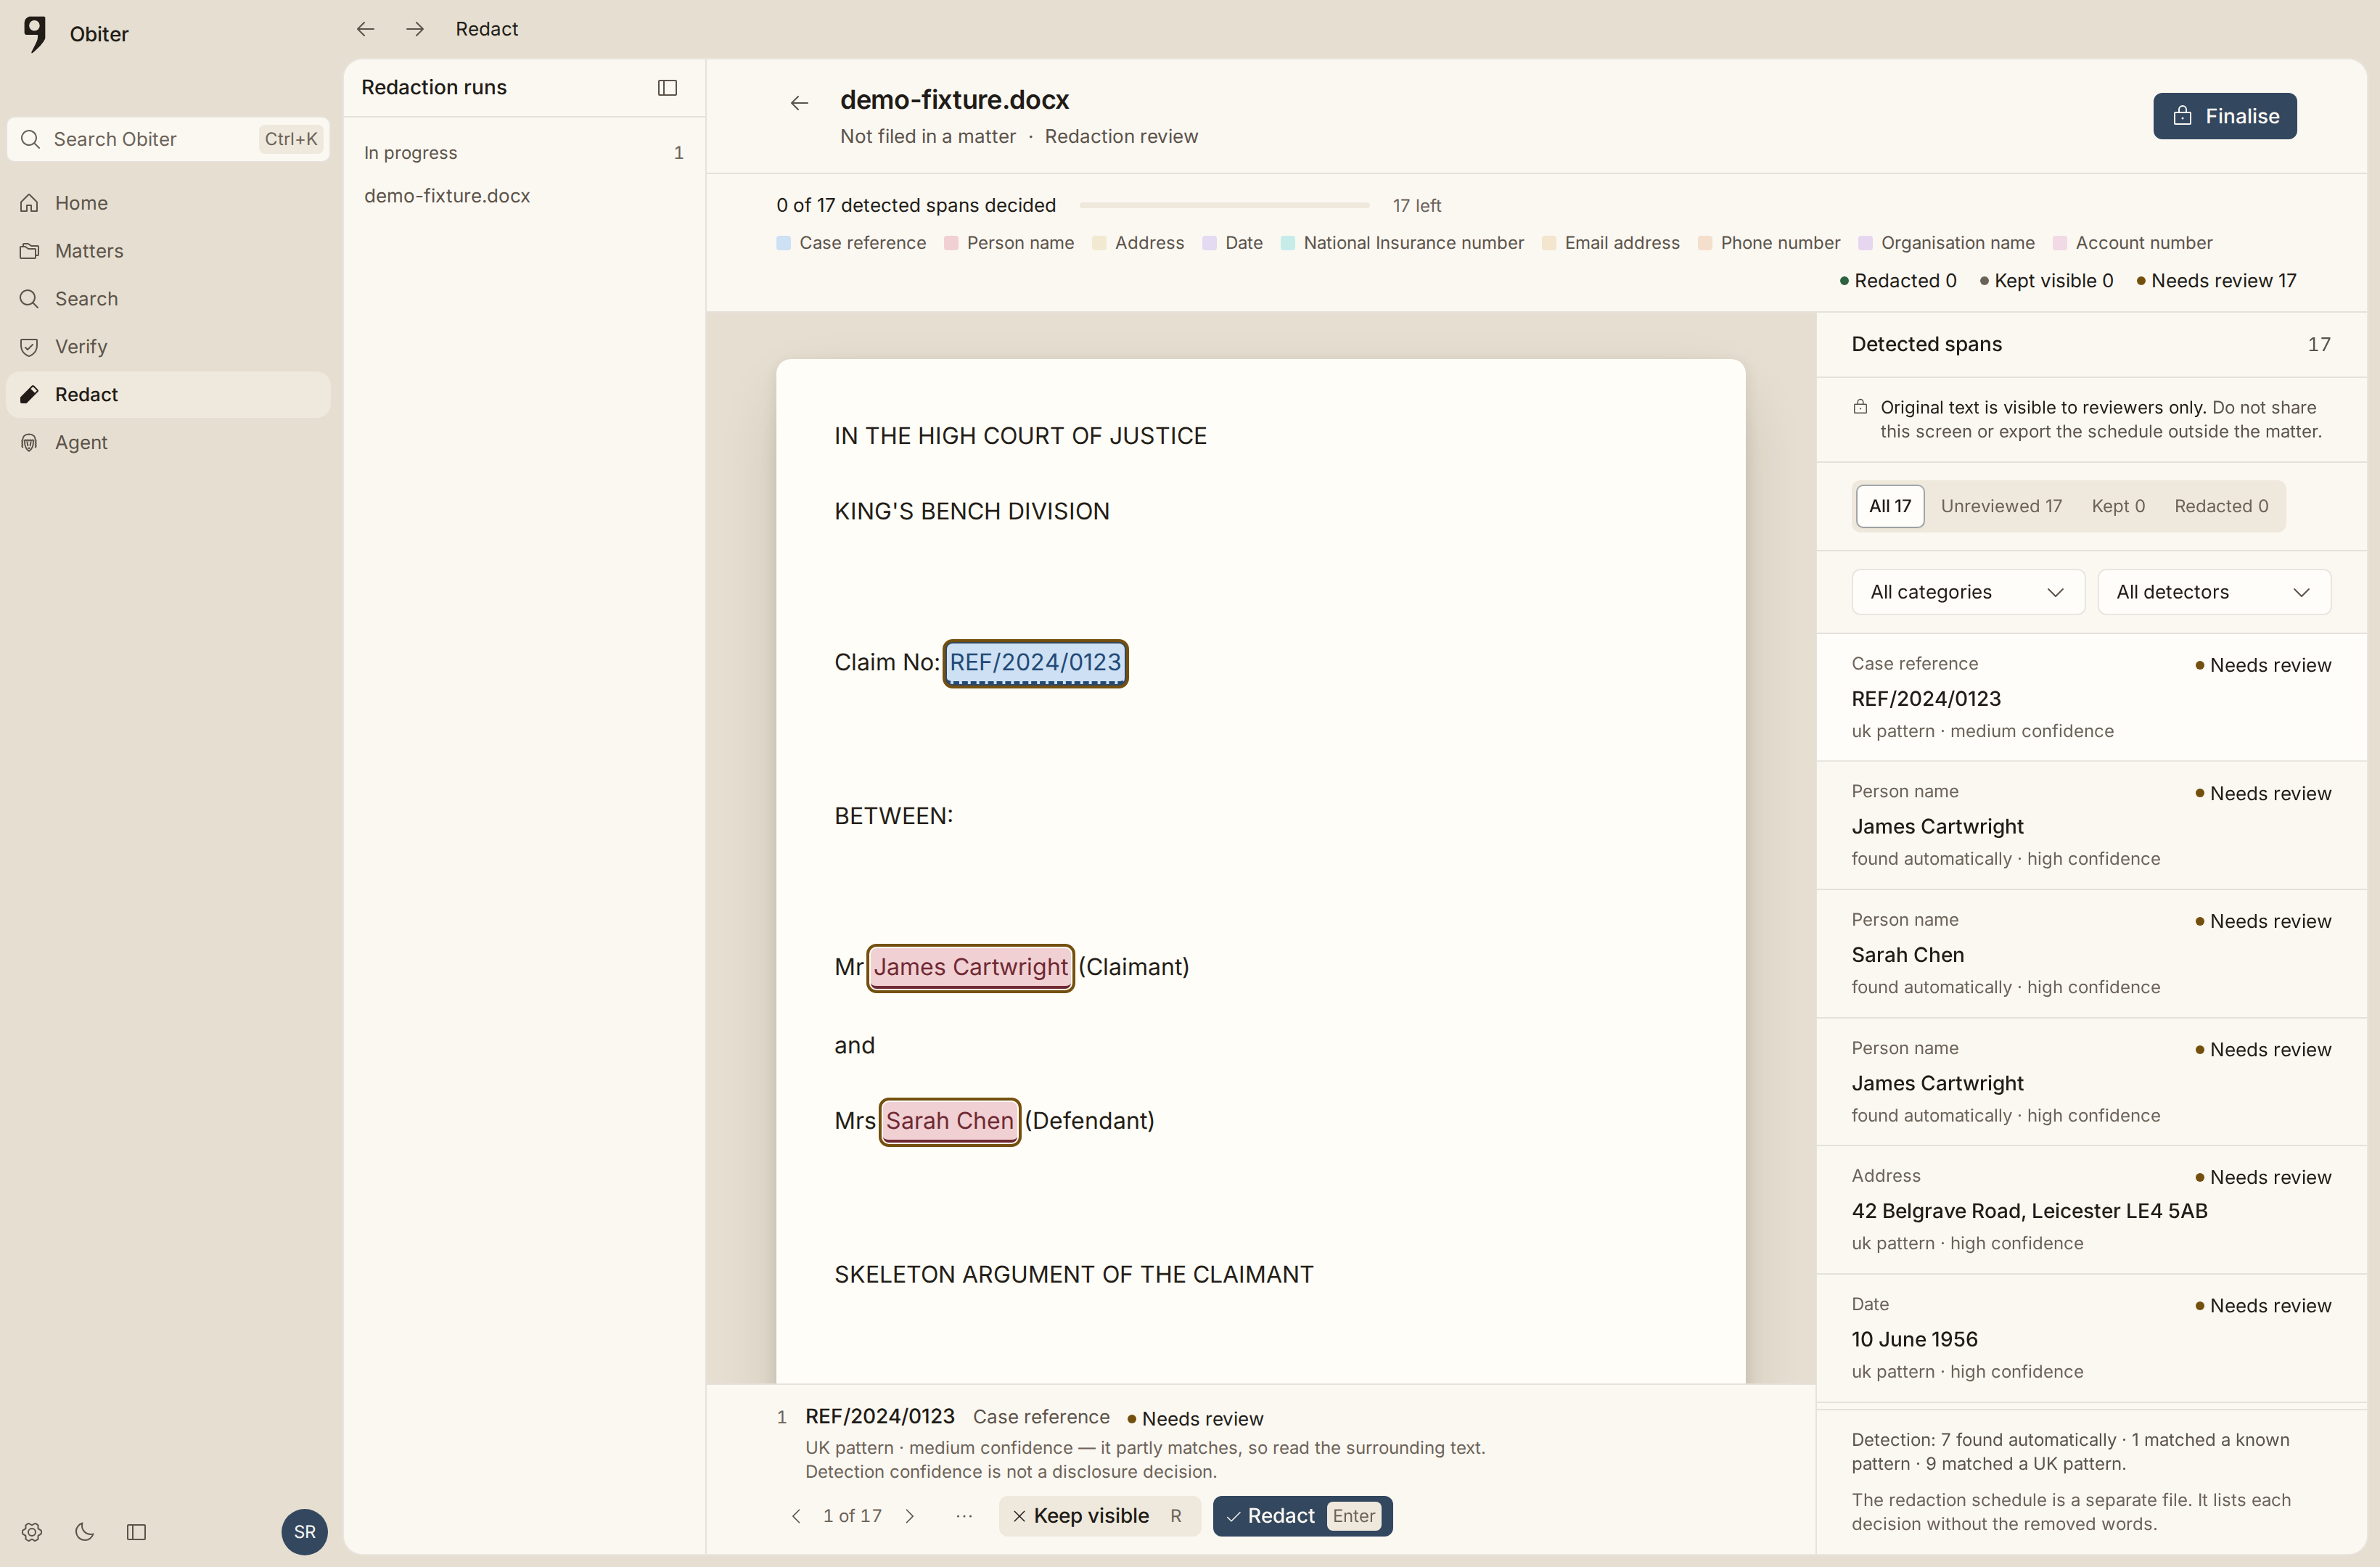 Obiter
Search Obiter Ctrl+K
Home
Matters
Search
Verify
Redact
Agent
SR
Redact
Redaction runs
In progress 1
demo-fixture.docx
demo-fixture.docx
Not filed in a matter · Redaction review
Finalise
0 of 17 detected spans decided 17 left
Case reference Person name Address Date National Insurance number Email address Phone number Organisation name Account number
Redacted 0 Kept visible 0 Needs review 17
IN THE HIGH COURT OF JUSTICE
KING'S BENCH DIVISION
Claim No: REF/2024/0123
BETWEEN:
Mr James Cartwright (Claimant)
and
Mrs Sarah Chen (Defendant)
SKELETON ARGUMENT OF THE CLAIMANT
1 REF/2024/0123 Case reference Needs review
UK pattern · medium confidence — it partly matches, so read the surrounding text.
Detection confidence is not a disclosure decision.
1 of 17 ··· Keep visible R Redact Enter
Detected spans 17
Original text is visible to reviewers only. Do not share
this screen or export the schedule outside the matter.
All 17 Unreviewed 17 Kept 0 Redacted 0
All categories All detectors
Case reference Needs review
REF/2024/0123
uk pattern · medium confidence
Person name Needs review
James Cartwright
found automatically · high confidence
Person name Needs review
Sarah Chen
found automatically · high confidence
Person name Needs review
James Cartwright
found automatically · high confidence
Address Needs review
42 Belgrave Road, Leicester LE4 5AB
uk pattern · high confidence
Date Needs review
10 June 1956
uk pattern · high confidence
Detection: 7 found automatically · 1 matched a known
pattern · 9 matched a UK pattern.
The redaction schedule is a separate file. It lists each
decision without the removed words.